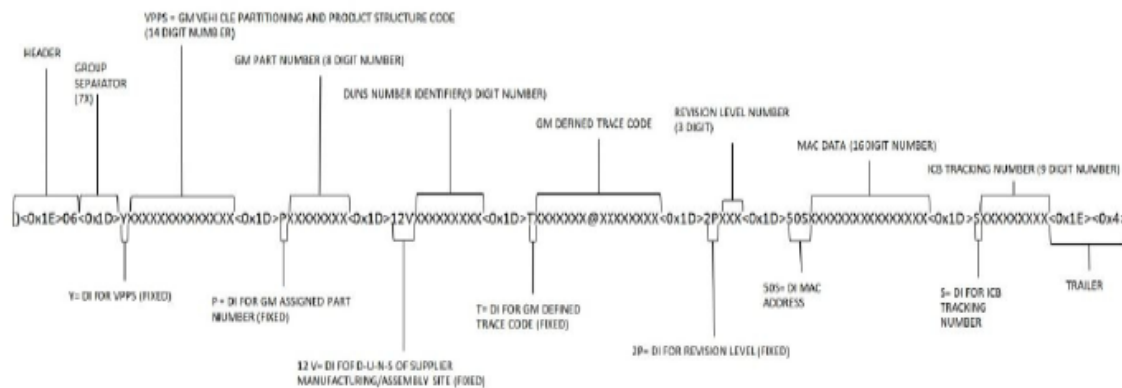 VPPS = GM VEHICLE PARTITIONING AND PRODUCT STRUCTURE CODE
(14 DIGIT NUMBER)
HEADER
GROUP
SEPARATOR
(7X)
GM PART NUMBER (8 DIGIT NUMBER)
DUNS NUMBER IDENTIFIER(9 DIGIT NUMBER)
GM DEFINED TRACE CODE
REVISION LEVEL NUMBER
(3 DIGIT)
MAC DATA (16 DIGIT NUMBER)
ICB TRACKING NUMBER (9 DIGIT NUMBER)
[)<0x1E>06<0x1D>YXXXXXXXXXXXXXX<0x1D>PXXXXXXXX<0x1D>12VXXXXXXXXX<0x1D>TXXXXXXX@XXXXXXXX<0x1D>2PXXX<0x1D>50SXXXXXXXXXXXXXXXX<0x1D>SXXXXXXXXX<0x1E><0x4>
Y= DI FOR VPPS (FIXED)
P = DI FOR GM ASSIGNED PART
NUMBER (FIXED)
12 V= DI FOR D-U-N-S OF SUPPLIER
MANUFACTURING/ASSEMBLY SITE (FIXED)
T= DI FOR GM DEFINED
TRACE CODE (FIXED)
2P= DI FOR REVISION LEVEL (FIXED)
50S= DI MAC
ADDRESS
S= DI FOR ICB
TRACKING
NUMBER
TRAILER